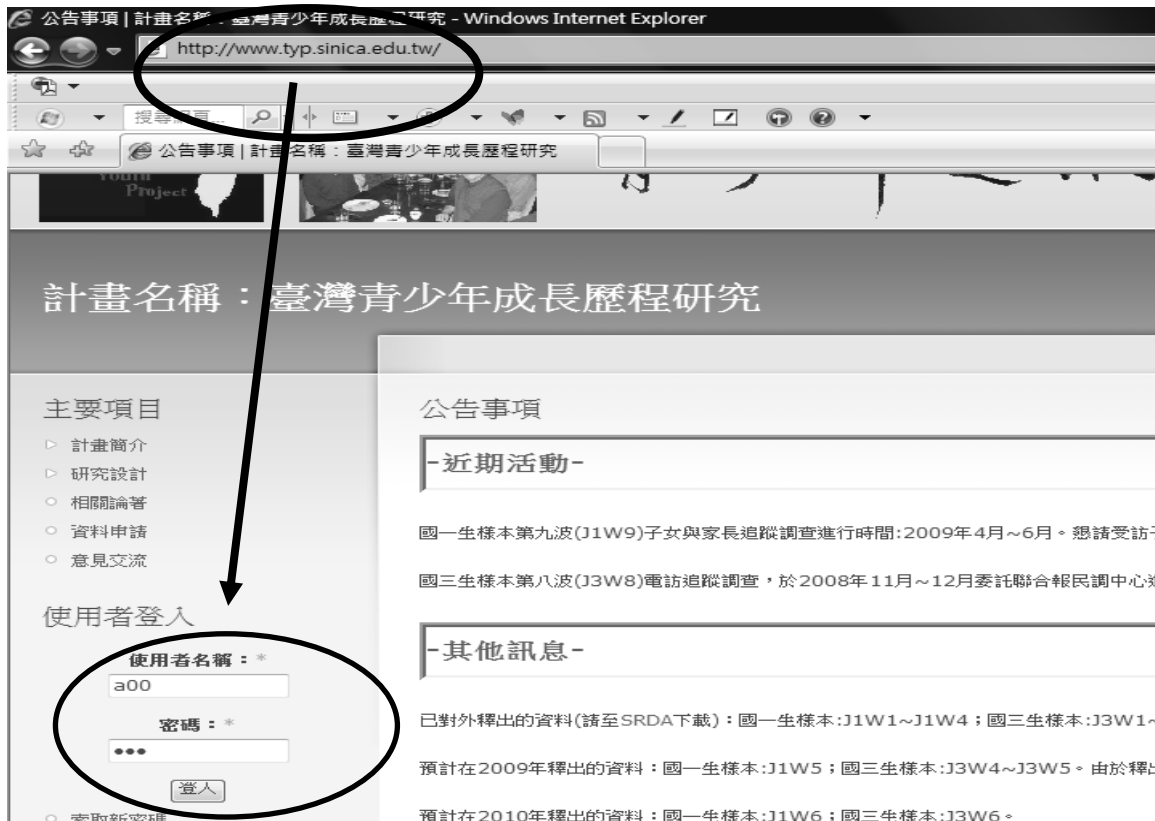 公告事項 | 計畫名稱：臺灣青少年成長歷程研究 - Windows Internet Explorer
http://www.typ.sinica.edu.tw/
搜尋網頁...
公告事項 | 計畫名稱：臺灣青少年成長歷程研究
Youth
Project
計畫名稱：臺灣青少年成長歷程研究
主要項目
計畫簡介
研究設計
相關論著
資料申請
意見交流
使用者登入
使用者名稱：*
a00
密碼：*
•••
登入
索取新密碼
公告事項
-近期活動-
國一生樣本第九波(J1W9)子女與家長追蹤調查進行時間:2009年4月~6月。懇請受訪
國三生樣本第八波(J3W8)電訪追蹤調查，於2008年11月~12月委託聯合報民調中心
-其他訊息-
已對外釋出的資料(請至SRDA下載)：國一生樣本:J1W1~J1W4；國三生樣本:J3W1~
預計在2009年釋出的資料：國一生樣本:J1W5；國三生樣本:J3W4~J3W5。由於釋出
預計在2010年釋出的資料：國一生樣本:J1W6；國三生樣本:J3W6。